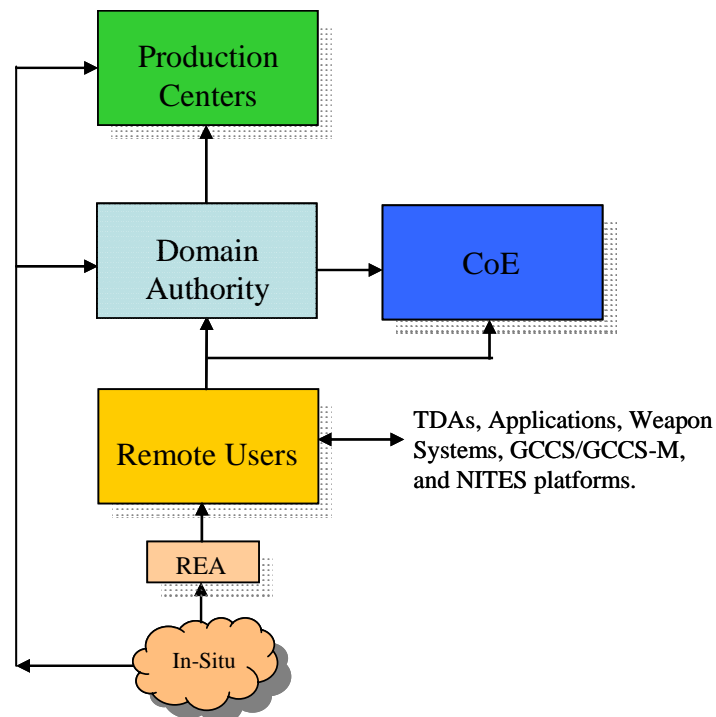 Production
Centers
Domain
Authority
CoE
Remote Users
TDAs, Applications, Weapon
Systems, GCCS/GCCS-M,
and NITES platforms.
REA
In-Situ